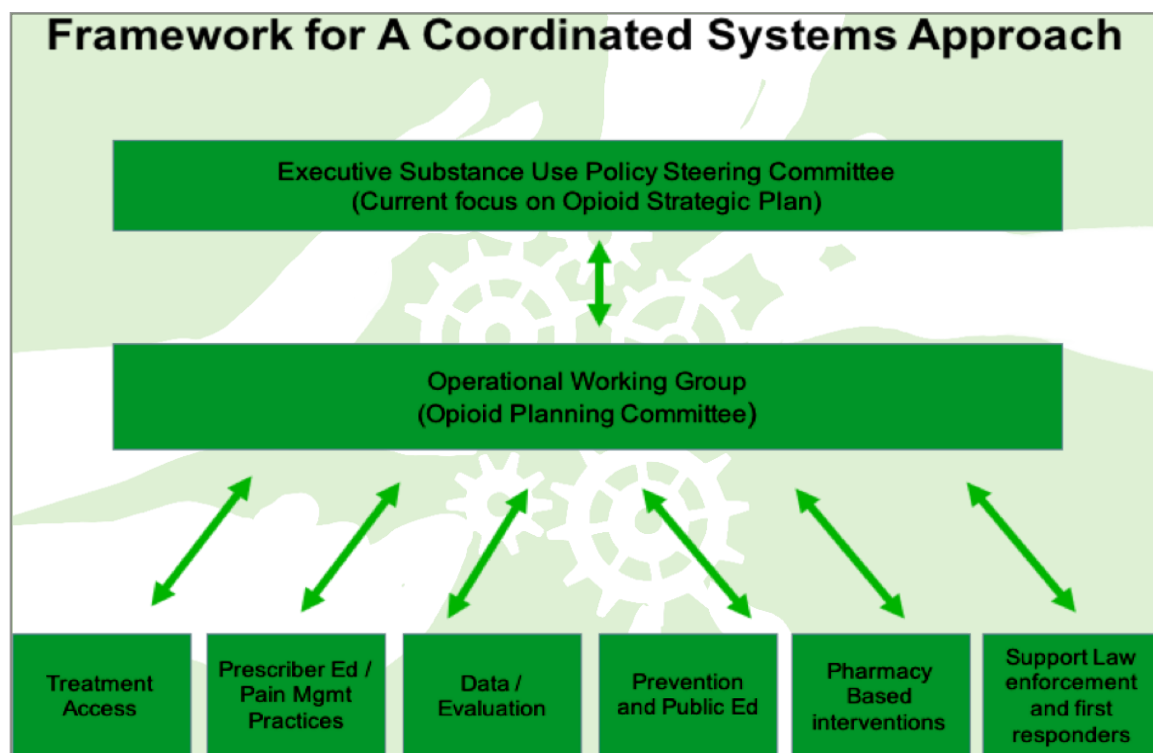 Framework for A Coordinated Systems Approach
Executive Substance Use Policy Steering Committee
(Current focus on Opioid Strategic Plan)
Operational Working Group
(Opioid Planning Committee)
Treatment
Access
Prescriber Ed /
Pain Mgmt
Practices
Data /
Evaluation
Prevention
and Public Ed
Pharmacy
Based
interventions
Support Law
enforcement
and first
responders